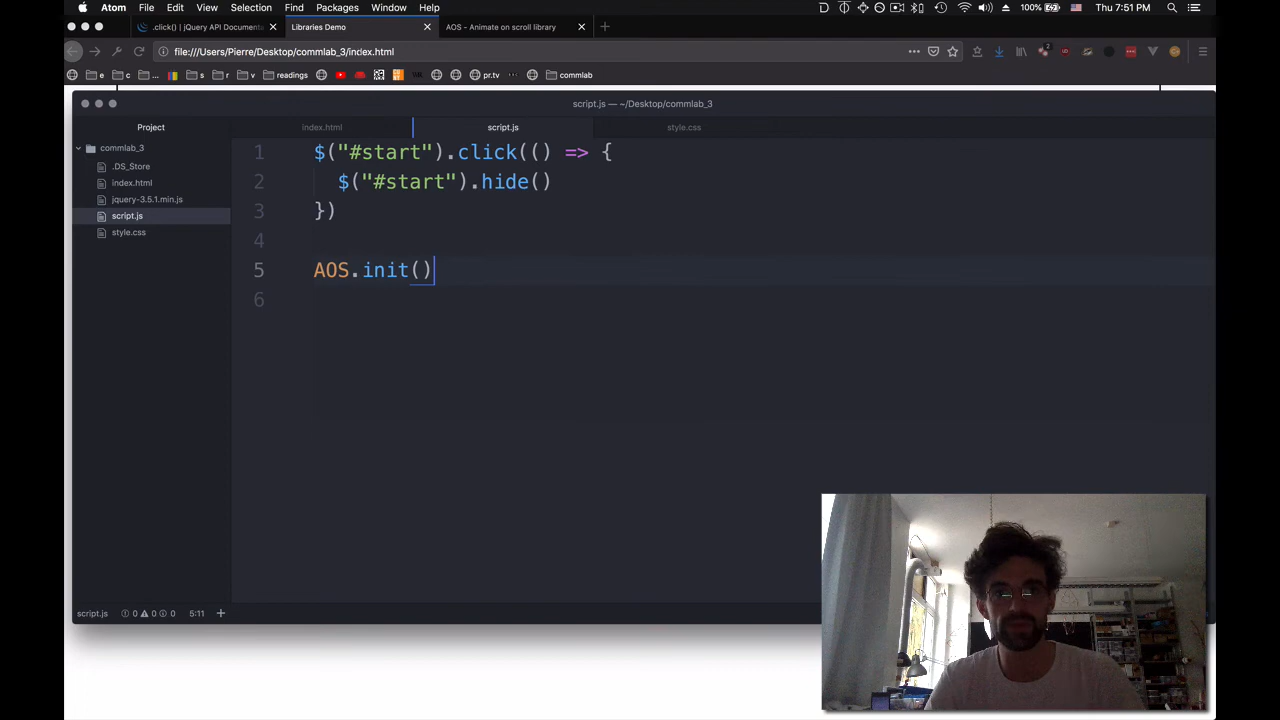 Atom File Edit View Selection Find Packages Window Help 100% Thu 7:51 PM
.click() | jQuery API Documenta Libraries Demo AOS - Animate on scroll library
file:///Users/Pierre/Desktop/commlab_3/index.html
e c ... s r v readings pr.tv commlab
script.js — ~/Desktop/commlab_3
Project index.html script.js style.css
commlab_3
.DS_Store
index.html
jquery-3.5.1.min.js
script.js
style.css
1 $("#start").click(() => {
2 $("#start").hide()
3 })
4
5 AOS.init()
6
script.js 0 0 0 5:11